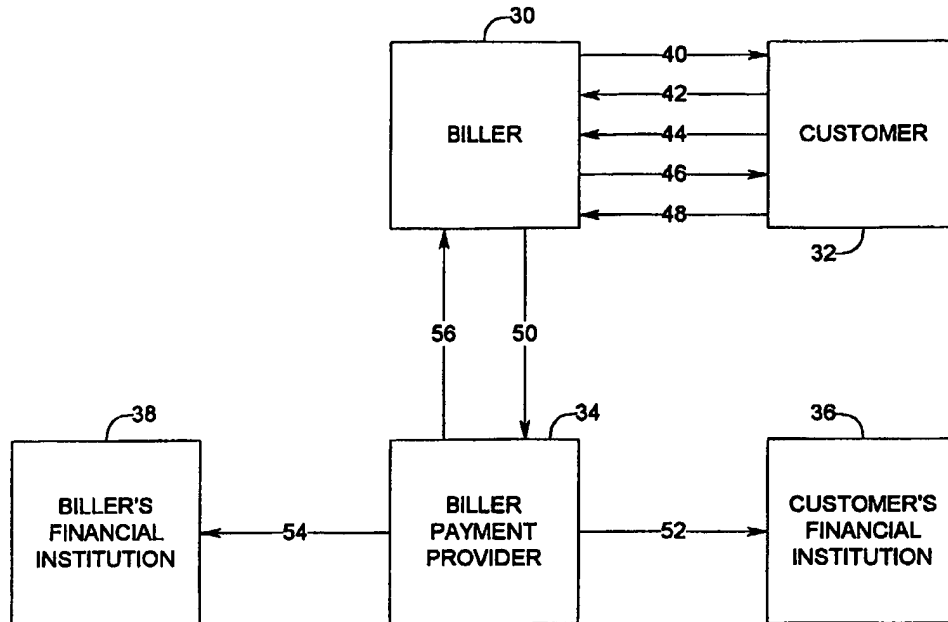 30
40
42
BILLER
44
CUSTOMER
46
48
32
56
50
38
34
36
BILLER'S
FINANCIAL
INSTITUTION
54
BILLER
PAYMENT
PROVIDER
52
CUSTOMER'S
FINANCIAL
INSTITUTION